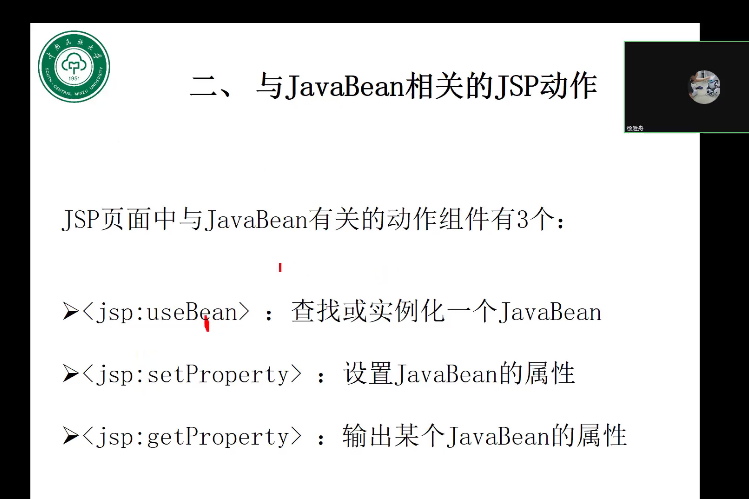 二、 与JavaBean相关的JSP动作
JSP页面中与JavaBean有关的动作组件有3个：
➢<jsp:useBean> ：查找或实例化一个JavaBean
➢<jsp:setProperty> ：设置JavaBean的属性
➢<jsp:getProperty> ：输出某个JavaBean的属性
1951